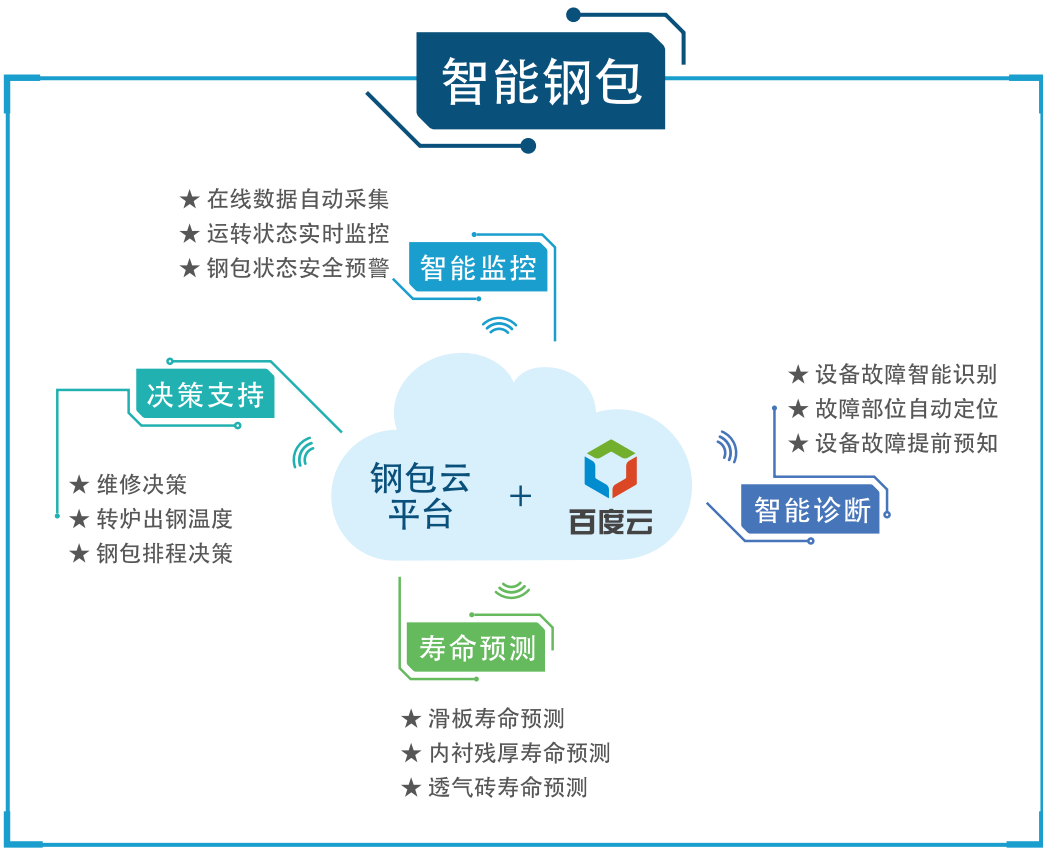 智能钢包
★ 在线数据自动采集
★ 运转状态实时监控
★ 钢包状态安全预警
智能监控
决策支持
★ 维修决策
★ 转炉出钢温度
★ 钢包排程决策
钢包云
平台
+
百度云
★ 设备故障智能识别
★ 故障部位自动定位
★ 设备故障提前预知
智能诊断
寿命预测
★ 滑板寿命预测
★ 内衬残厚寿命预测
★ 透气砖寿命预测